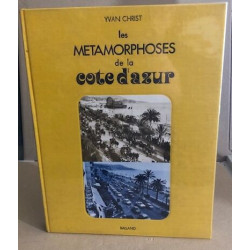 YVAN CHRIST
les
METAMORPHOSES
de la
cote d'azur
BALLAND